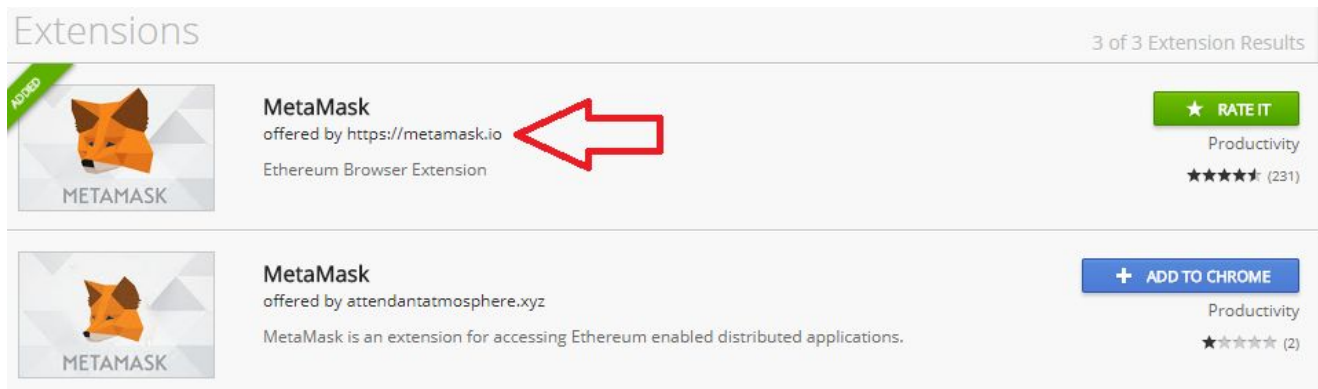 Extensions
3 of 3 Extension Results
ADDED
METAMASK
MetaMask
offered by https://metamask.io
Ethereum Browser Extension
★ RATE IT
Productivity
(231)
METAMASK
MetaMask
offered by attendantatmosphere.xyz
MetaMask is an extension for accessing Ethereum enabled distributed applications.
+ ADD TO CHROME
Productivity
(2)